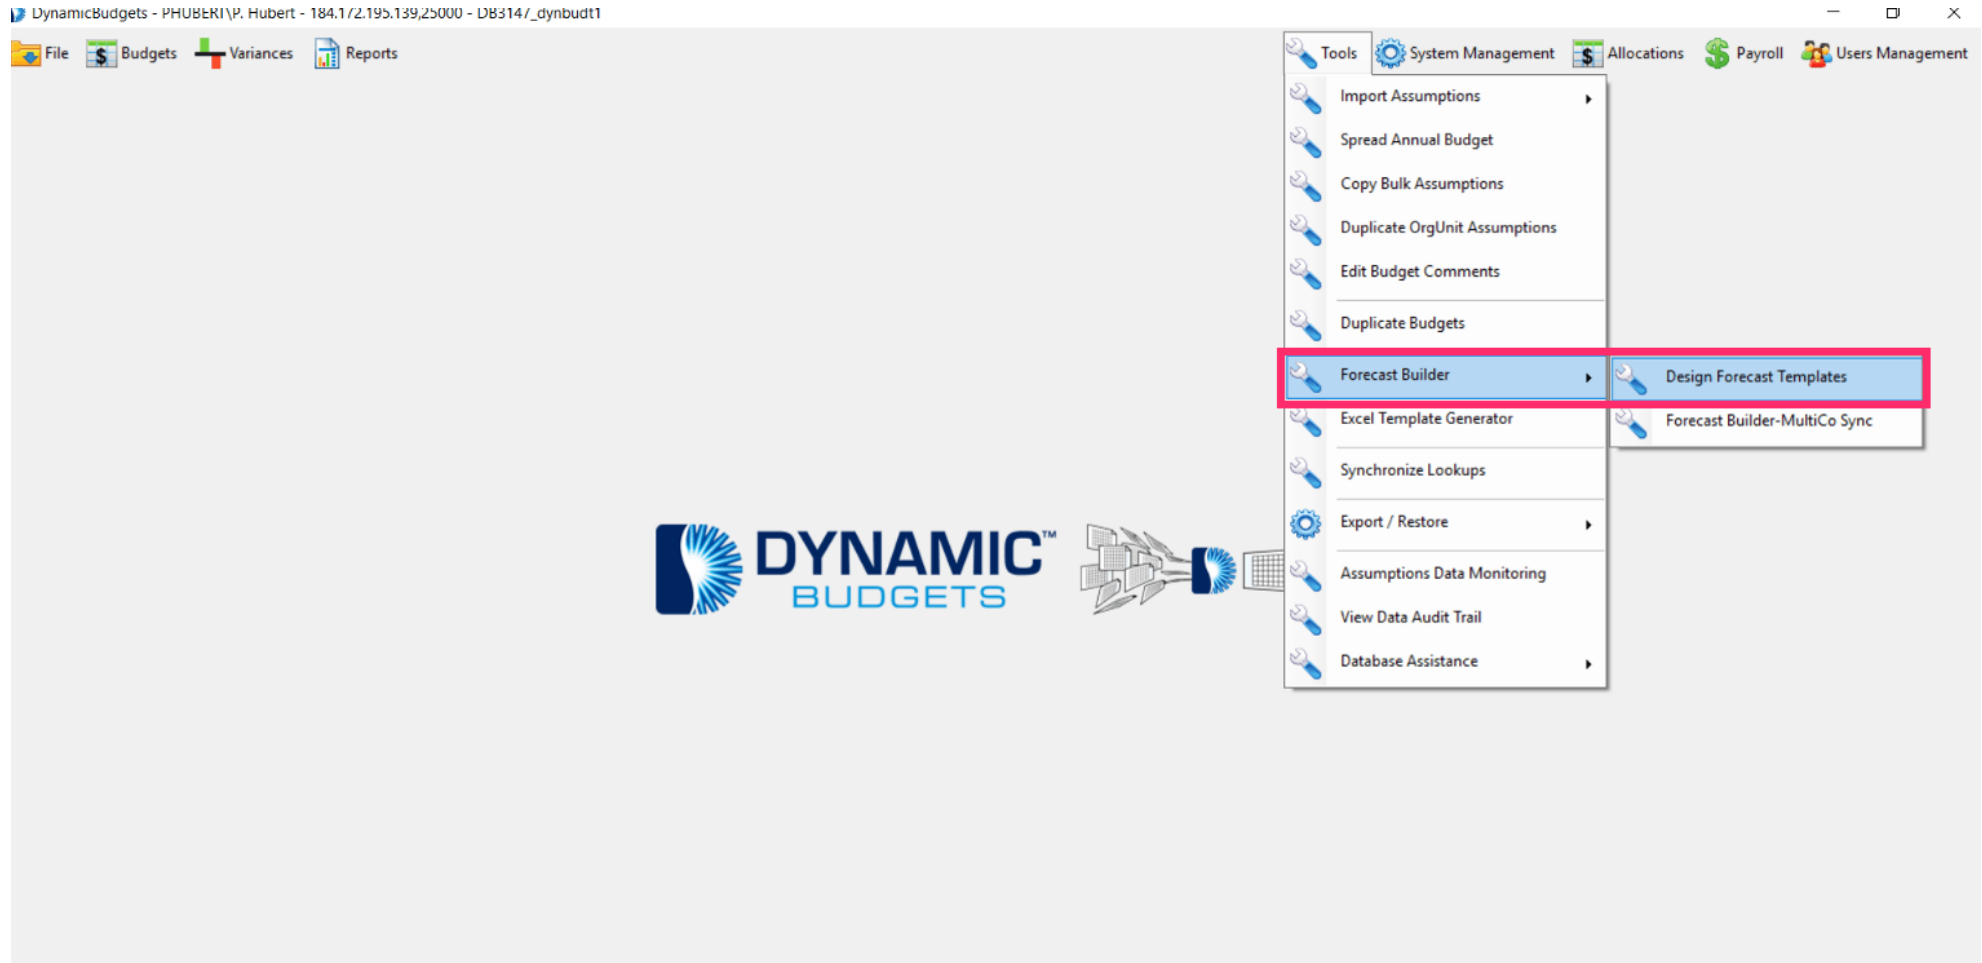 DynamicBudgets - PHUBERT\P. Hubert - 184.172.195.139,25000 - DB3147_dynbudt1
File Budgets Variances Reports Tools System Management Allocations Payroll Users Management
Import Assumptions
Spread Annual Budget
Copy Bulk Assumptions
Duplicate OrgUnit Assumptions
Edit Budget Comments
Duplicate Budgets
Forecast Builder
Design Forecast Templates
Excel Template Generator
Forecast Builder-MultiCo Sync
Synchronize Lookups
Export / Restore
Assumptions Data Monitoring
View Data Audit Trail
Database Assistance
DYNAMIC™
BUDGETS